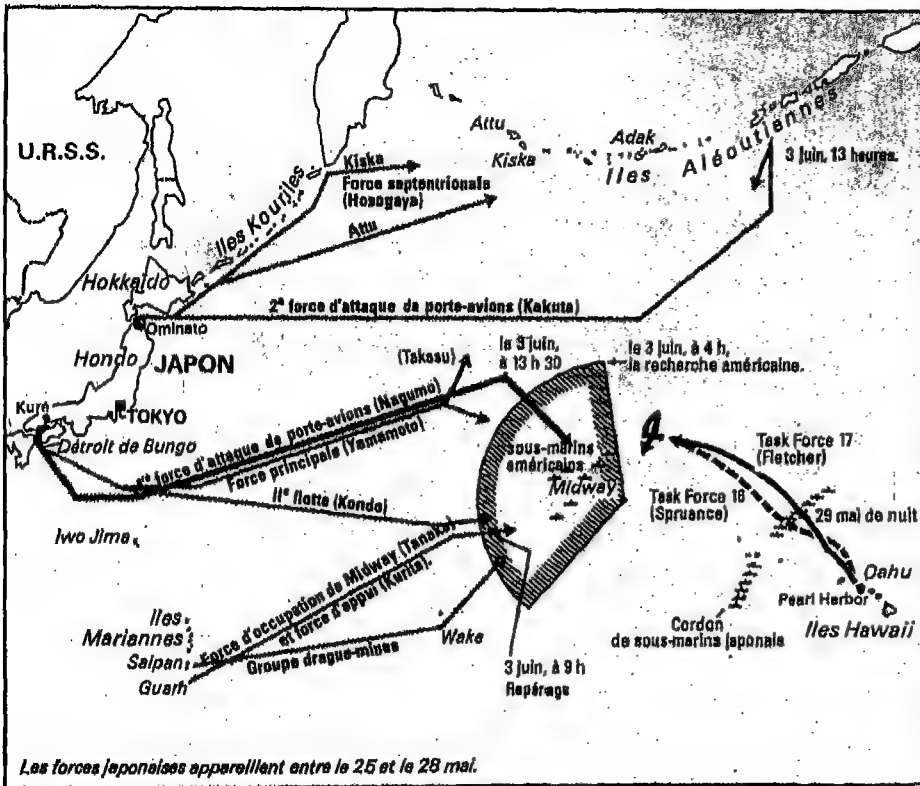 U.R.S.S.
Attu
Kiska
Adak
Iles
Aléoutiennes
3 juin, 13 heures.
Kiska
Force septentrionale
(Hosogaya)
Iles Kouriles
Attu
Hokkaido
2e force d'attaque de porte-avions (Kakuta)
Ominato
Hondo
JAPON
(Takasu)
le 3 juin,
à 13 h 30
le 3 juin, à 4 h,
la recherche américaine.
Kure
TOKYO
Détroit de Bungo
force d'attaque de porte-avions (Nagumo)
Force principale (Yamamoto)
sous-marins
américains
Midway
Task Force 17
(Fletcher)
Task Force 16
(Spruance)
29 mai de nuit
IIe flotte (Kondo)
Iwo Jima
Oahu
Pearl Harbor
Iles Hawaii
Force d'occupation de Midway (Tanaka)
et force d'appui (Kurita).
Iles
Mariannes
Saipan
Guam
Groupe drague-mines
Wake
Cordon
de sous-marins japonais
3 juin, à 9 h
Repérage
Les forces japonaises appareillent entre le 25 et le 28 mai.